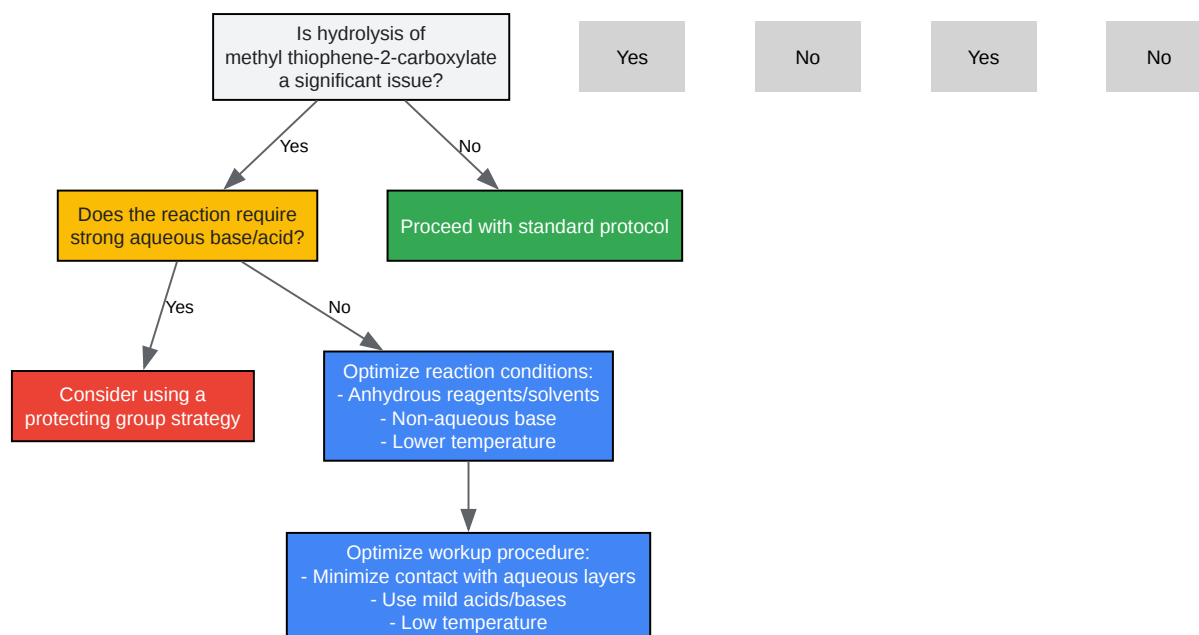 Is hydrolysis of
methyl thiophene-2-carboxylate
a significant issue?
Yes
No
Yes
No
Yes
No
Does the reaction require
strong aqueous base/acid?
Proceed with standard protocol
Yes
No
Consider using a
protecting group strategy
Optimize reaction conditions:
- Anhydrous reagents/solvents
- Non-aqueous base
- Lower temperature
Optimize workup procedure:
- Minimize contact with aqueous layers
- Use mild acids/bases
- Low temperature